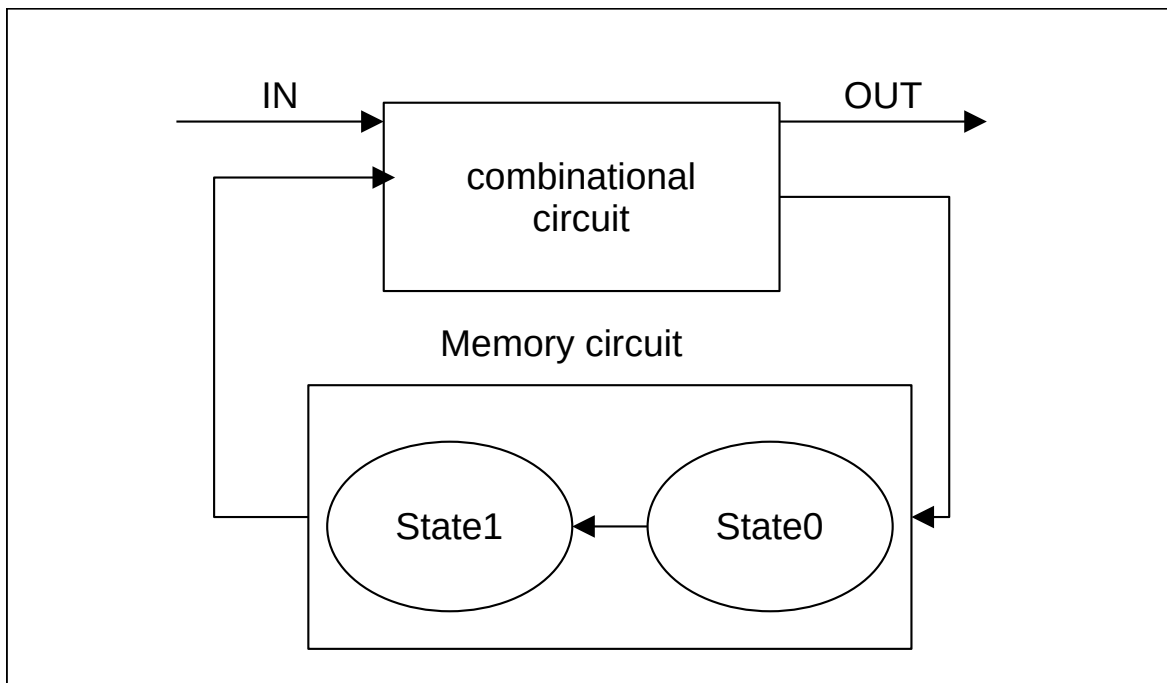 IN
OUT
combinational
circuit
Memory circuit
State1
State0